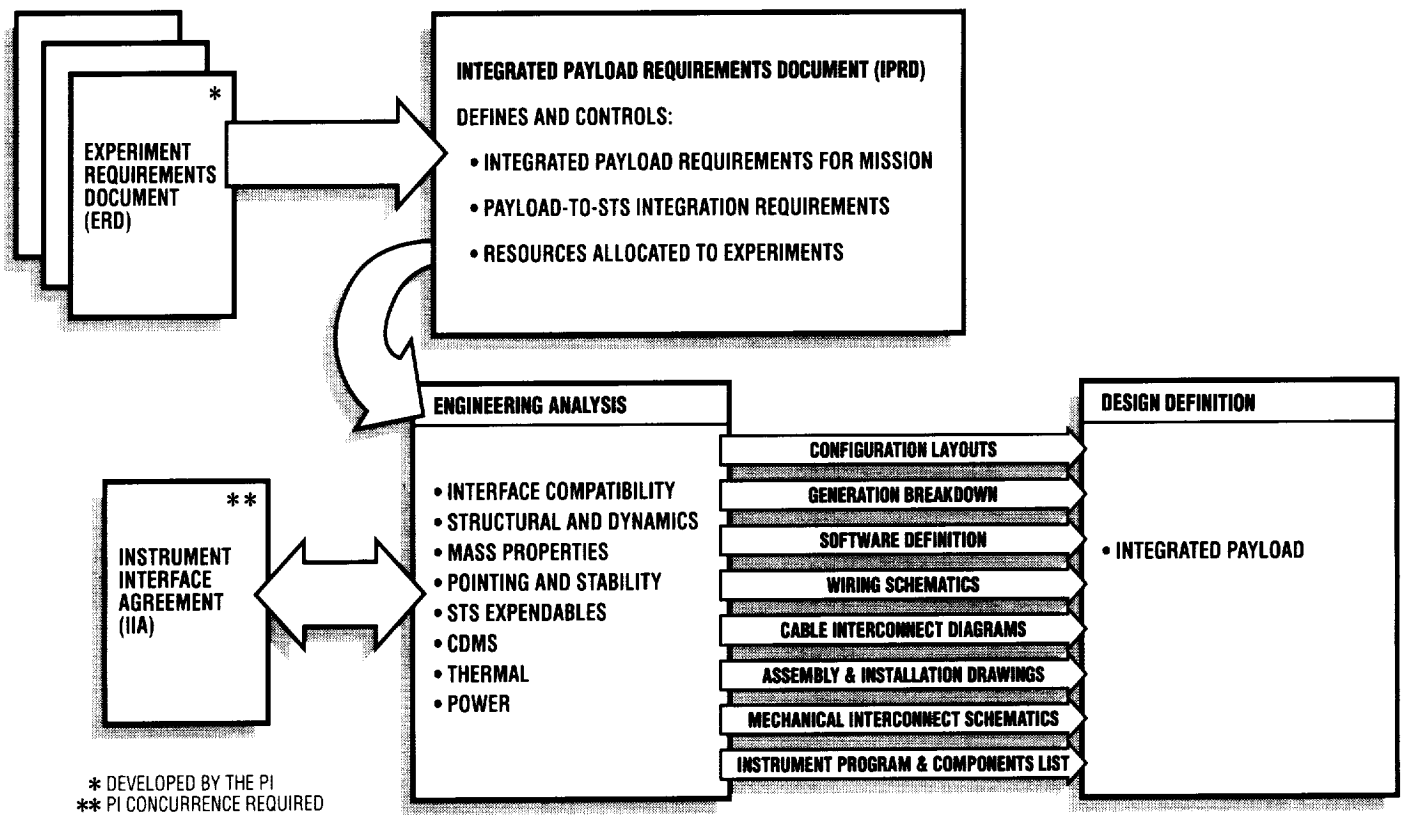 *
EXPERIMENT
REQUIREMENTS
DOCUMENT
(ERD)
INTEGRATED PAYLOAD REQUIREMENTS DOCUMENT (IPRD)
DEFINES AND CONTROLS:
• INTEGRATED PAYLOAD REQUIREMENTS FOR MISSION
• PAYLOAD-TO-STS INTEGRATION REQUIREMENTS
• RESOURCES ALLOCATED TO EXPERIMENTS
**
INSTRUMENT
INTERFACE
AGREEMENT
(IIA)
ENGINEERING ANALYSIS
• INTERFACE COMPATIBILITY
• STRUCTURAL AND DYNAMICS
• MASS PROPERTIES
• POINTING AND STABILITY
• STS EXPENDABLES
• CDMS
• THERMAL
• POWER
CONFIGURATION LAYOUTS
GENERATION BREAKDOWN
SOFTWARE DEFINITION
WIRING SCHEMATICS
CABLE INTERCONNECT DIAGRAMS
ASSEMBLY & INSTALLATION DRAWINGS
MECHANICAL INTERCONNECT SCHEMATICS
INSTRUMENT PROGRAM & COMPONENTS LIST
DESIGN DEFINITION
• INTEGRATED PAYLOAD
* DEVELOPED BY THE PI
** PI CONCURRENCE REQUIRED